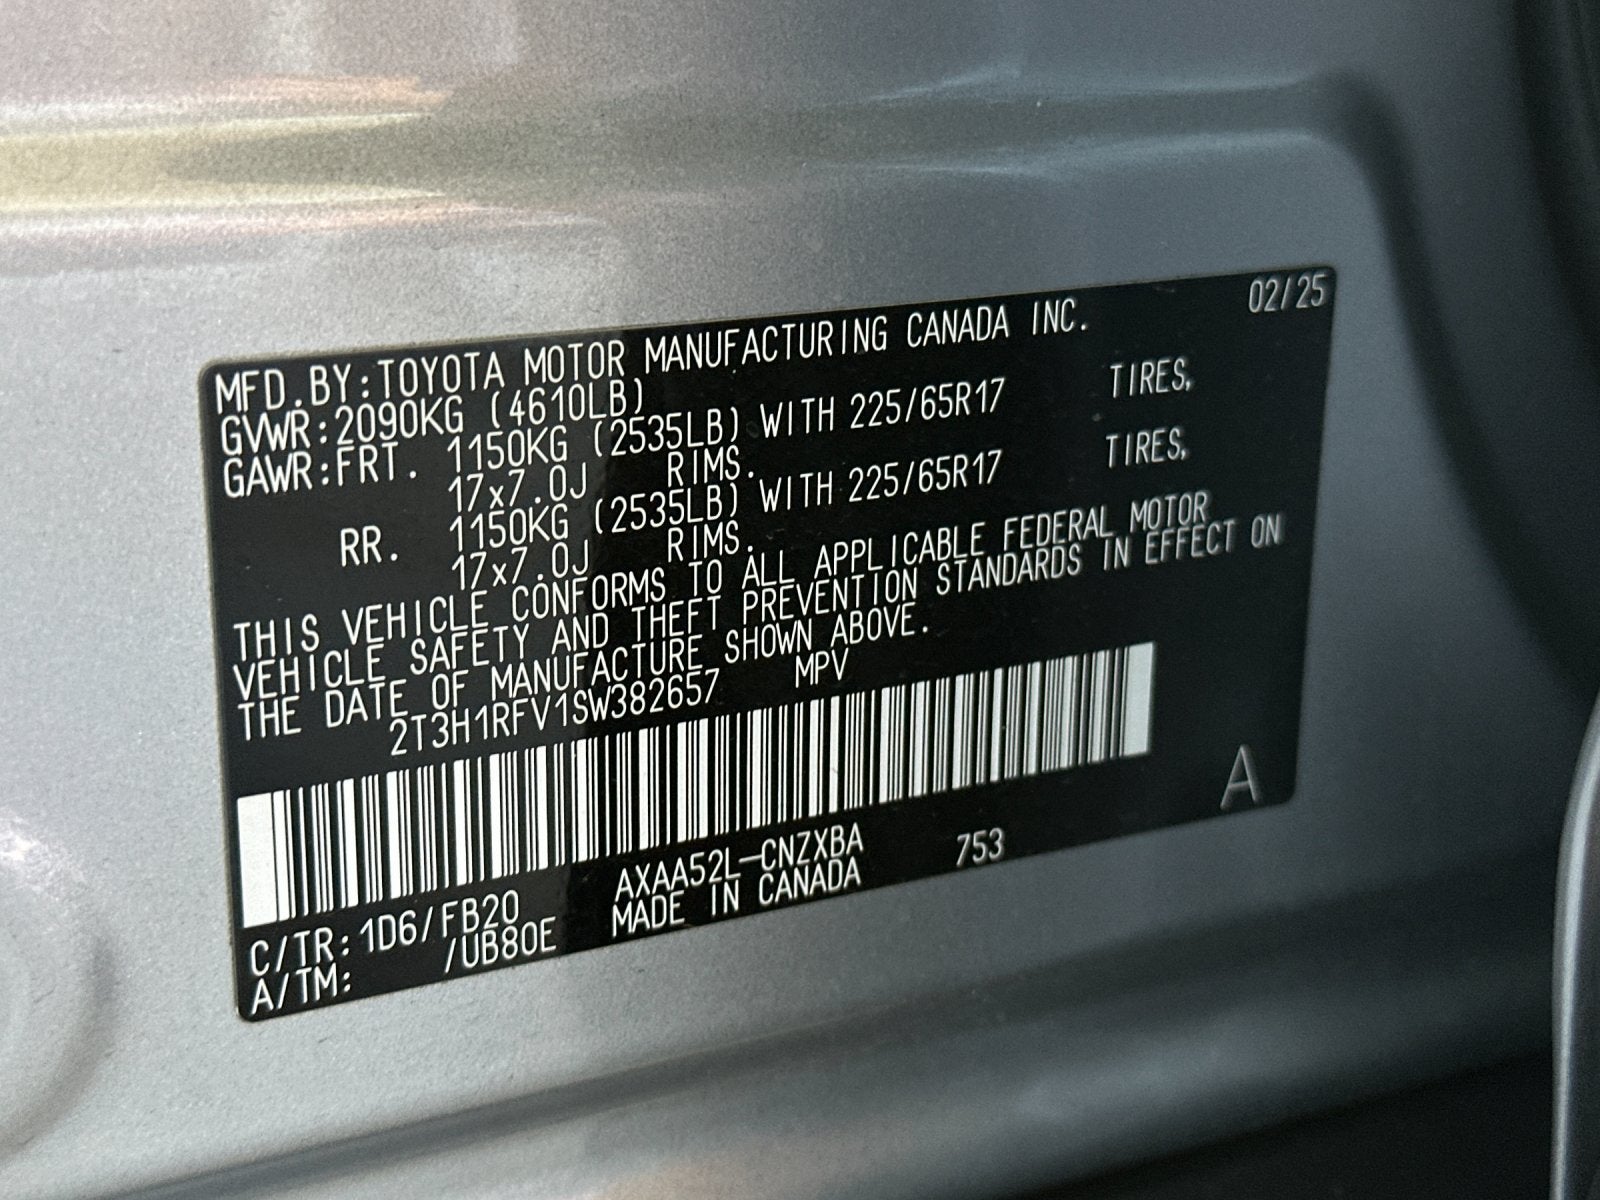 02/25
MFD.BY:TOYOTA MOTOR MANUFACTURING CANADA INC.
GVWR:2090KG (4610LB)
GAWR:FRT. 1150KG (2535LB) WITH 225/65R17 TIRES,
17x7.0J RIMS.
RR. 1150KG (2535LB) WITH 225/65R17 TIRES,
17x7.0J RIMS.
THIS VEHICLE CONFORMS TO ALL APPLICABLE FEDERAL MOTOR
VEHICLE SAFETY AND THEFT PREVENTION STANDARDS IN EFFECT ON
THE DATE OF MANUFACTURE SHOWN ABOVE.
2T3H1RFV1SW382657 MPV
A
C/TR:1D6/FB20 AXAA52L-CNZXBA 753
A/TM: /UB80E MADE IN CANADA